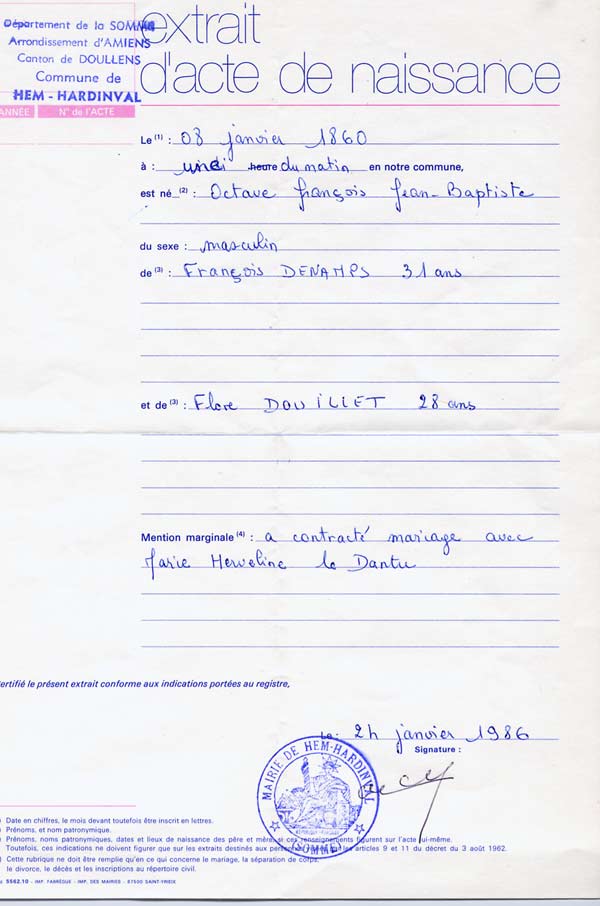 Département de la SOMME
Arrondissement d'AMIENS
Canton de DOULLENS
Commune de
HEM - HARDINVAL
ANNÉE N° de l'ACTE
extrait
d'acte de naissance
Le (1) : 08 janvier 1860
à : heure du matin en notre commune,
est né (2) : Octave françois Jean-Baptiste
du sexe : masculin
de (3) : François DENAMPS 31 ans
et de (3) : Flore DOUILLET 28 ans
Mention marginale (4) : a contracté mariage avec
Marie Herveline le Dantu
Certifié le présent extrait conforme aux indications portées au registre,
Le : 24 janvier 1986
Signature :
MAIRIE DE HEM-HARDINVAL
(SOMME)
) Date en chiffres, le mois devant toutefois être inscrit en lettres.
) Prénoms, et nom patronymique.
) Prénoms, noms patronymiques, dates et lieux de naissance des père et mère, si ces renseignements figurent sur l'acte lui-même.
Toutefois, ces indications ne doivent figurer que sur les extraits destinés aux articles 9 et 11 du décret du 3 août 1962.
) Cette rubrique ne doit être remplie qu'en ce qui concerne le mariage, la séparation de corps,
le divorce, le décès et les inscriptions au répertoire civil.
5562.10 - IMP. FABRÈGUE - IMP. DES MAIRIES - 87500 SAINT-YRIEIX